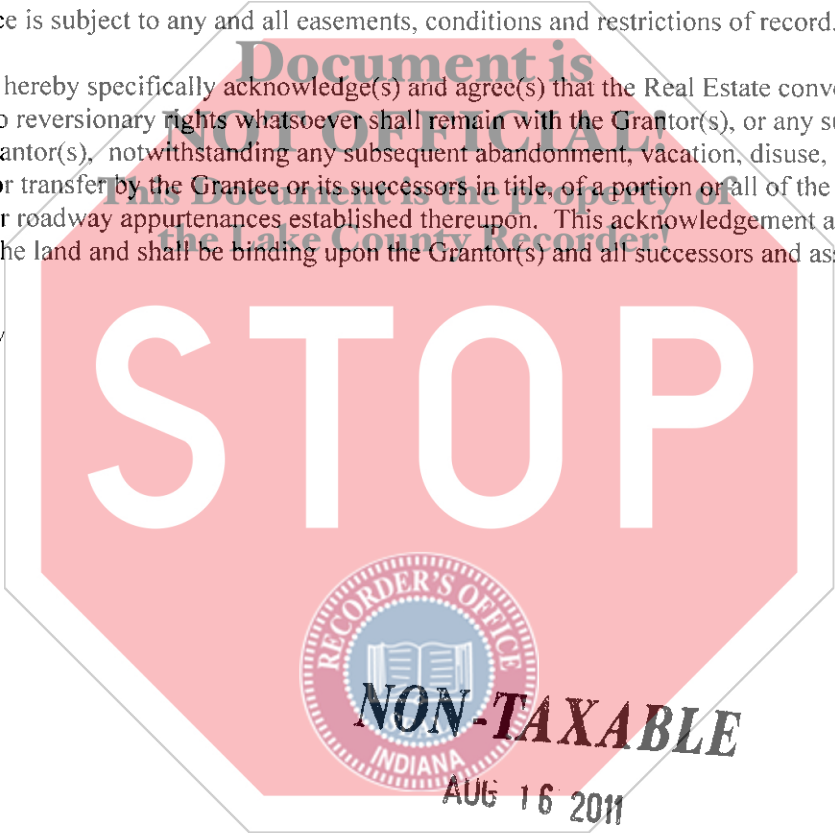 ce is subject to any and all easements, conditions and restrictions of record.
Document is
hereby specifically acknowledge(s) and agree(s) that the Real Estate conv
o reversionary rights whatsoever shall remain with the Grantor(s), or any su
NOT OFFICIAL!
antor(s), notwithstanding any subsequent abandonment, vacation, disuse,
or transfer by the Grantee or its successors in title, of a portion or all of the
This Document is the property of
r roadway appurtenances established thereupon. This acknowledgement a
the Lake County Recorder!
he land and shall be binding upon the Grantor(s) and all successors and as
STOP
RECORDER'S OFFICE
NON-TAXABLE
INDIANA
AUG 16 2011